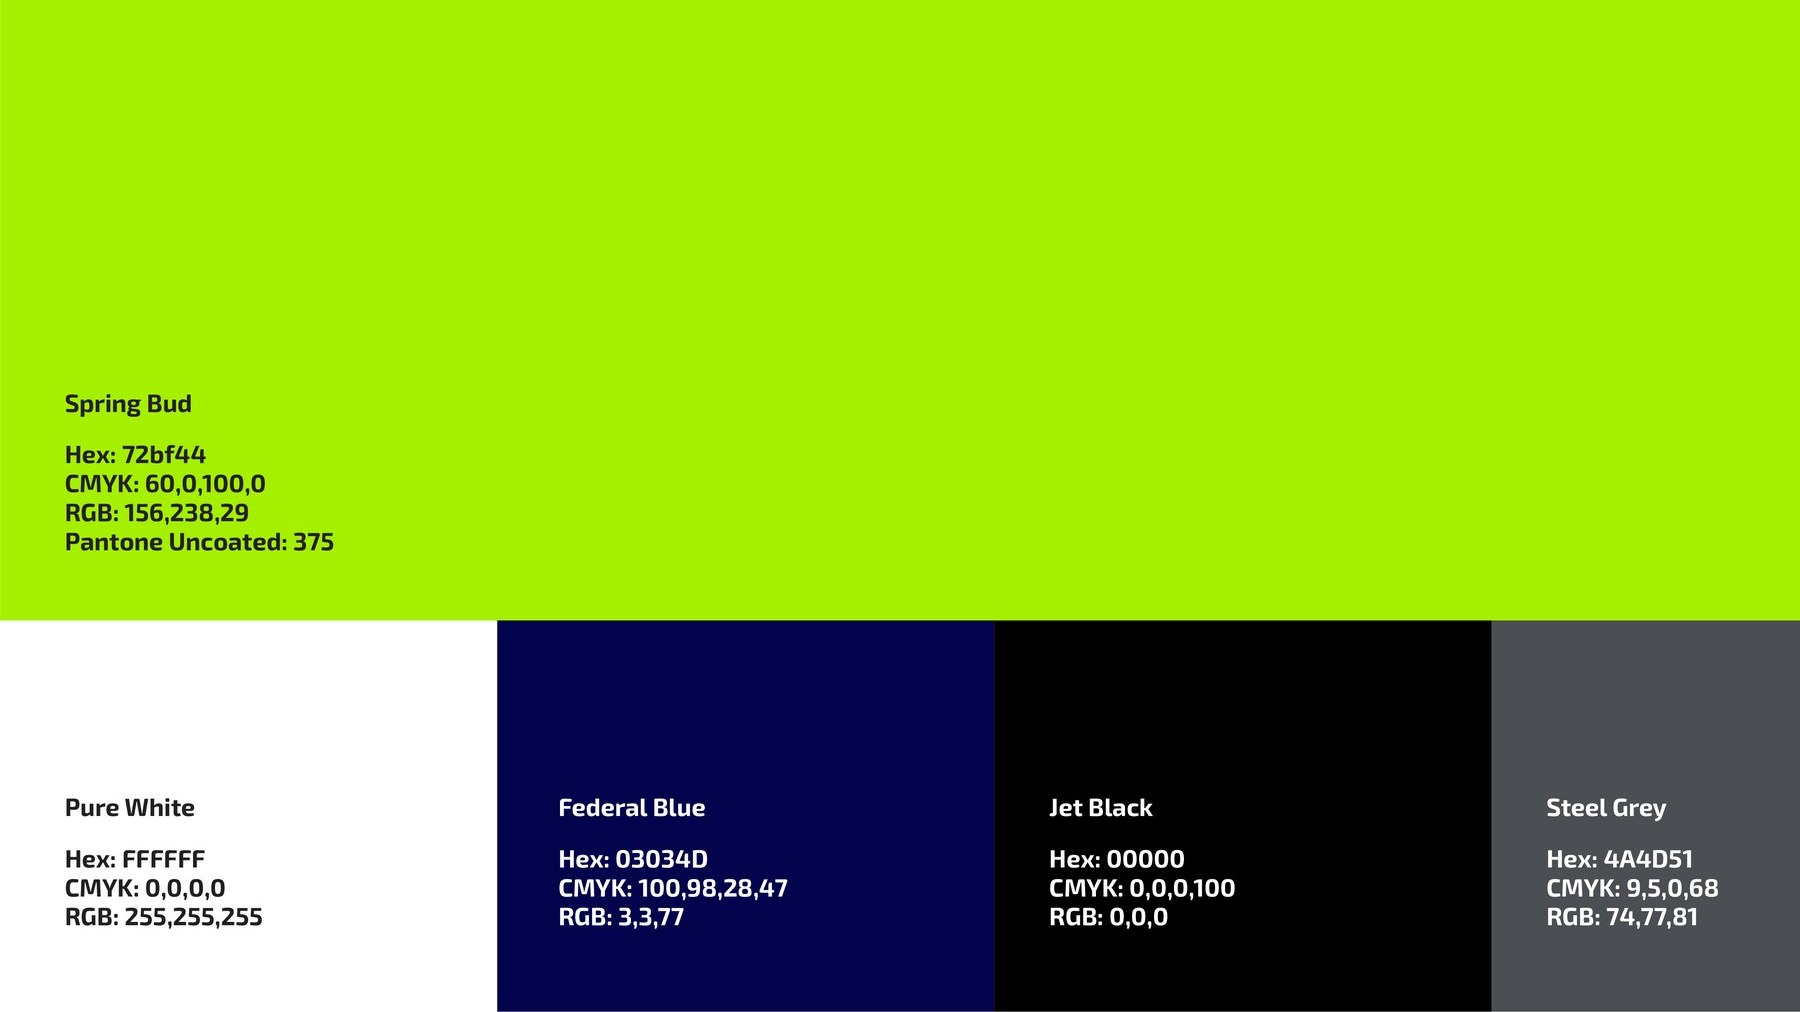 Spring Bud
Hex: 72bf44
CMYK: 60,0,100,0
RGB: 156,238,29
Pantone Uncoated: 375
Pure White
Hex: FFFFFF
CMYK: 0,0,0,0
RGB: 255,255,255
Federal Blue
Hex: 03034D
CMYK: 100,98,28,47
RGB: 3,3,77
Jet Black
Hex: 00000
CMYK: 0,0,0,100
RGB: 0,0,0
Steel Grey
Hex: 4A4D51
CMYK: 9,5,0,68
RGB: 74,77,81